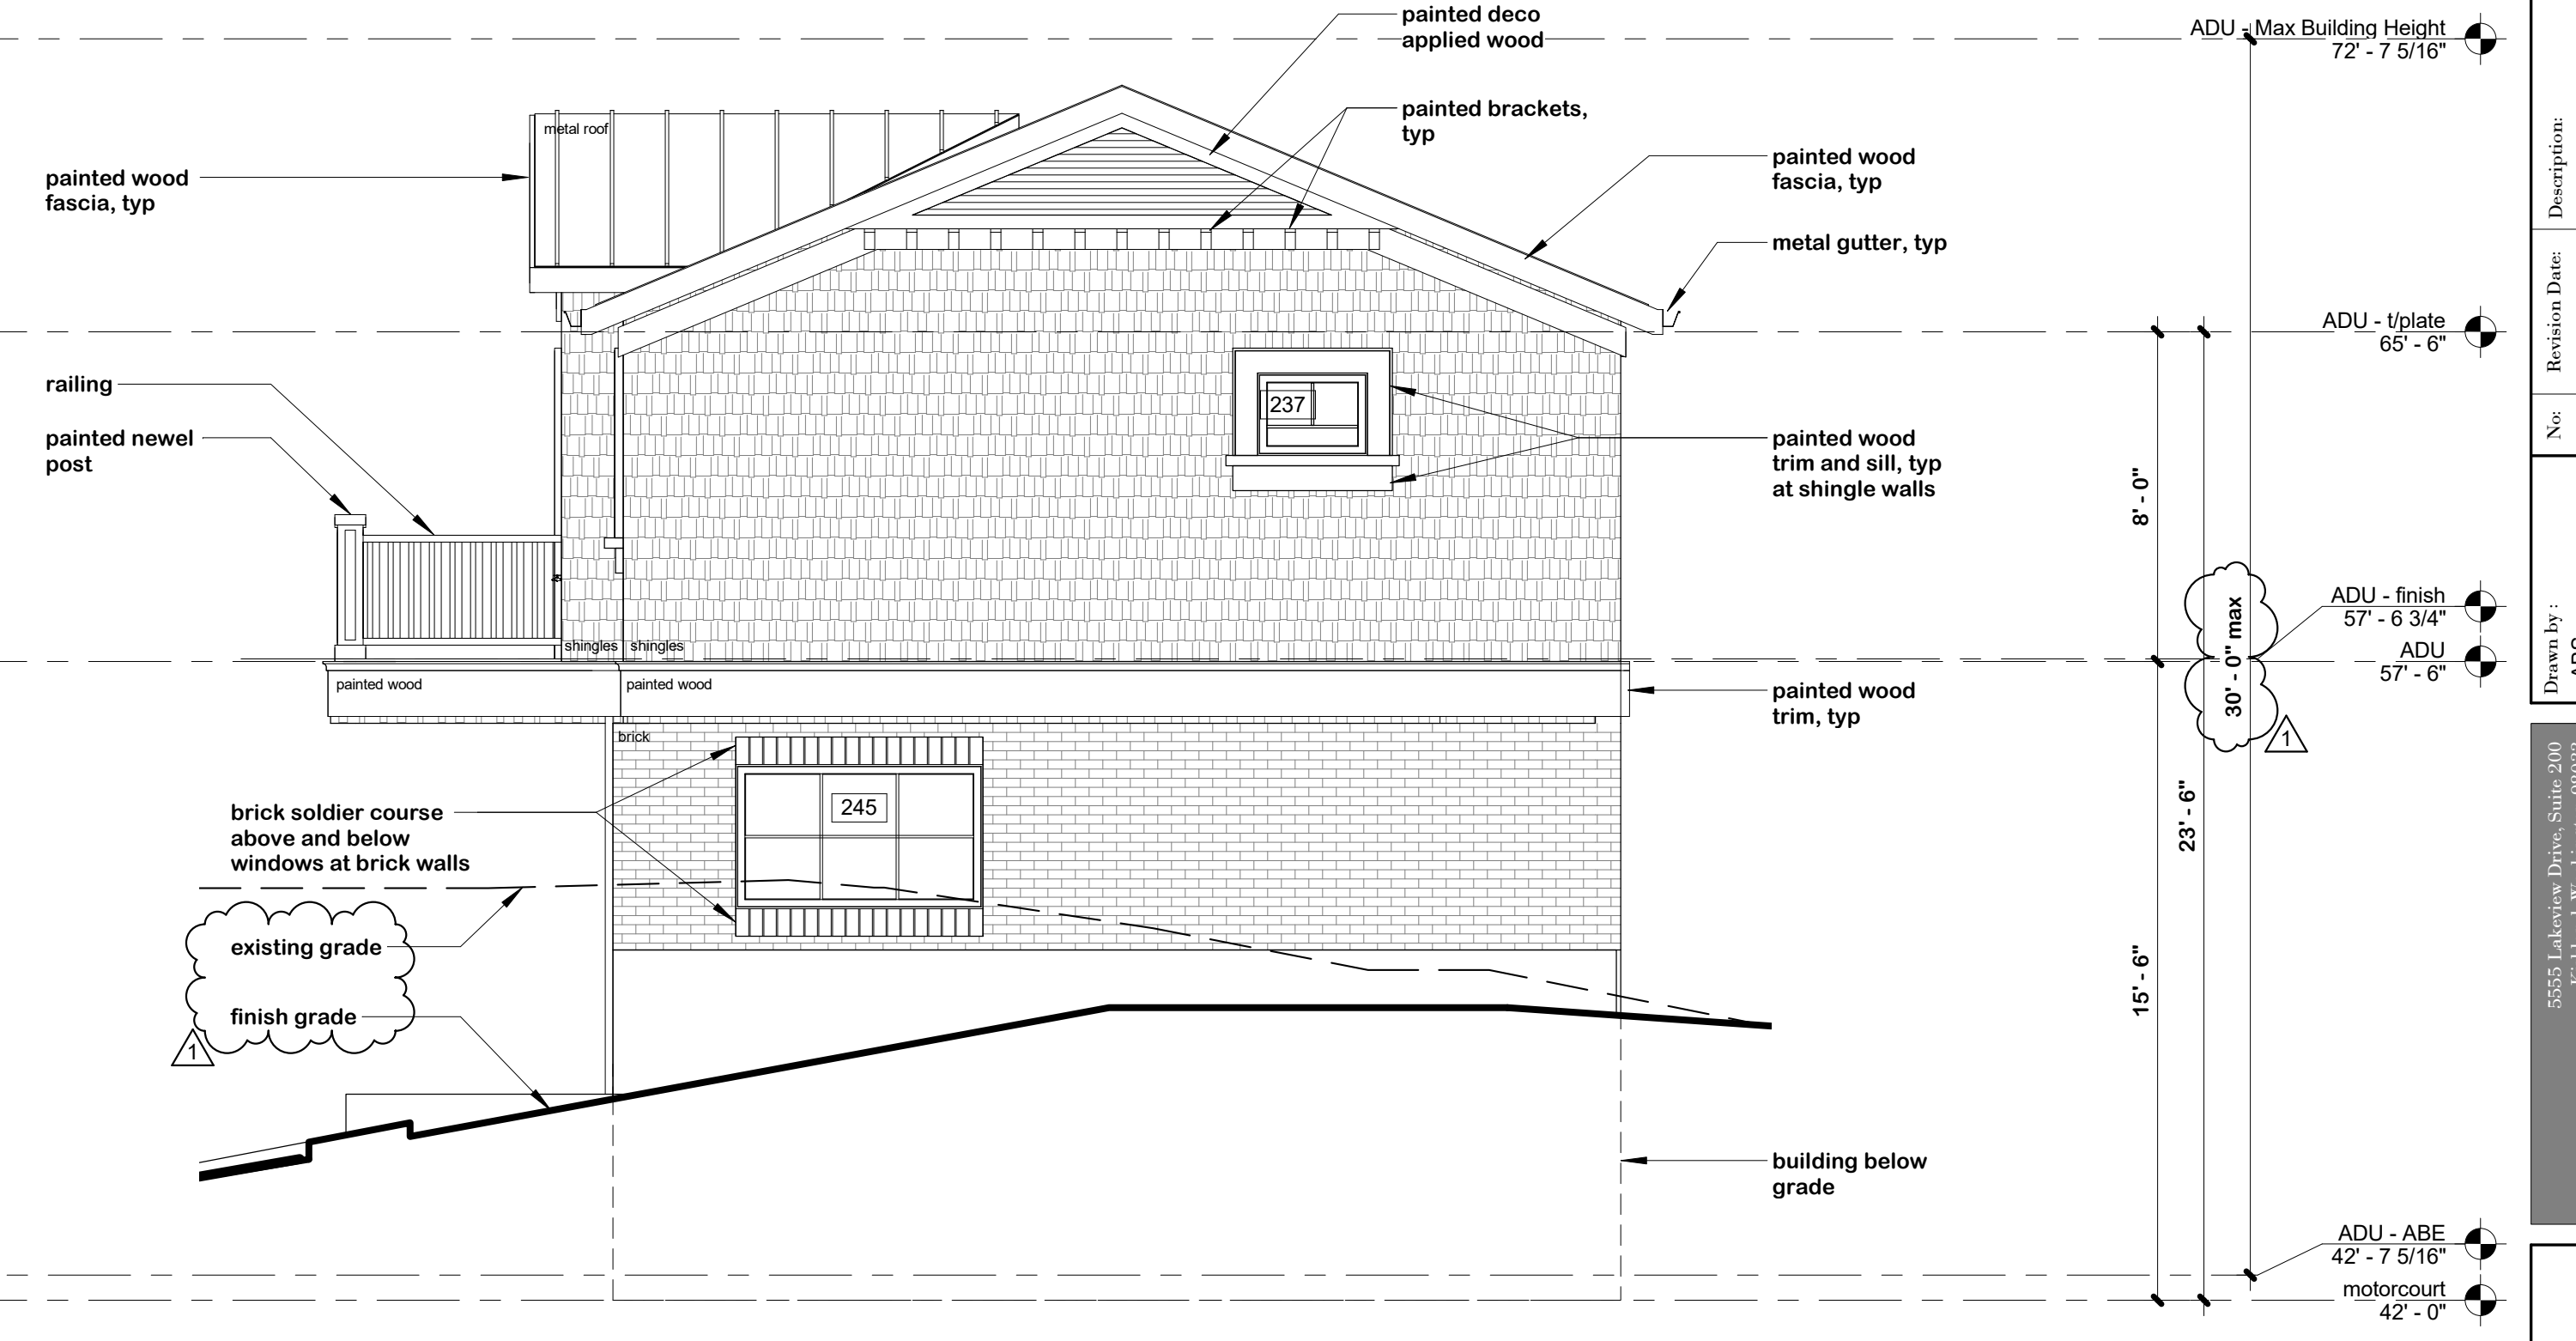 painted deco
applied wood
ADU - Max Building Height
72' - 7 5/16"
metal roof
painted brackets,
typ
painted wood
fascia, typ
painted wood
fascia, typ
metal gutter, typ
ADU - t/plate
65' - 6"
railing
painted newel
post
237
painted wood
trim and sill, typ
at shingle walls
8' - 0"
ADU - finish
57' - 6 3/4"
ADU
57' - 6"
30' - 0" max
1
shingles
shingles
painted wood
painted wood
painted wood
trim, typ
brick
245
brick soldier course
above and below
windows at brick walls
23' - 6"
existing grade
finish grade
1
15' - 6"
building below
grade
ADU - ABE
42' - 7 5/16"
motorcourt
42' - 0"
Description:
Revision Date:
No:
Drawn by :
5555 Lakeview Drive, Suite 200